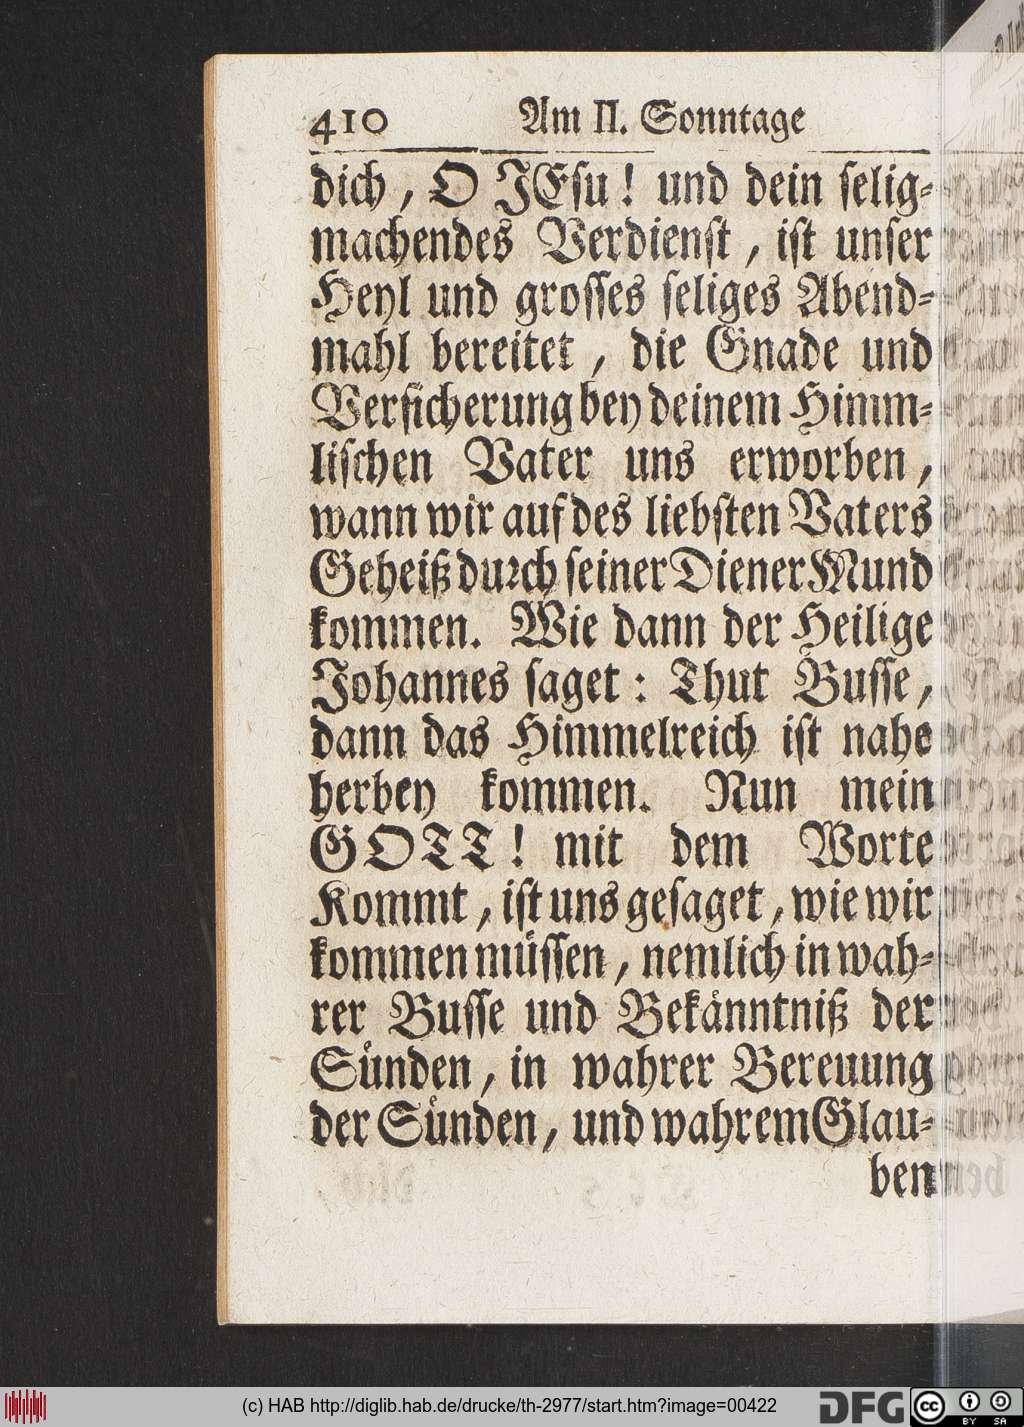 410 Am II. Sonntage
dich, O JEsu! und dein selig-
machendes Verdienst, ist unser
Heyl und grosses seliges Abend-
mahl bereitet, die Gnade und
Versicherung bey deinem Himm-
lischen Vater uns erworben,
wann wir auf des liebsten Vaters
Geheiß durch seiner Diener Mund
kommen. Wie dann der Heilige
Johannes saget: Thut Busse,
dann das Himmelreich ist nahe
herbey kommen. Nun mein
GOTT! mit dem Worte
Kommt, ist uns gesaget, wie wir
kommen müssen, nemlich in wah-
rer Busse und Bekänntniß der
Sünden, in wahrer Bereuung
der Sünden, und wahrem Glau-
ben
(c) HAB http://diglib.hab.de/drucke/th-2977/start.htm?image=00422
DFG
cc BY SA